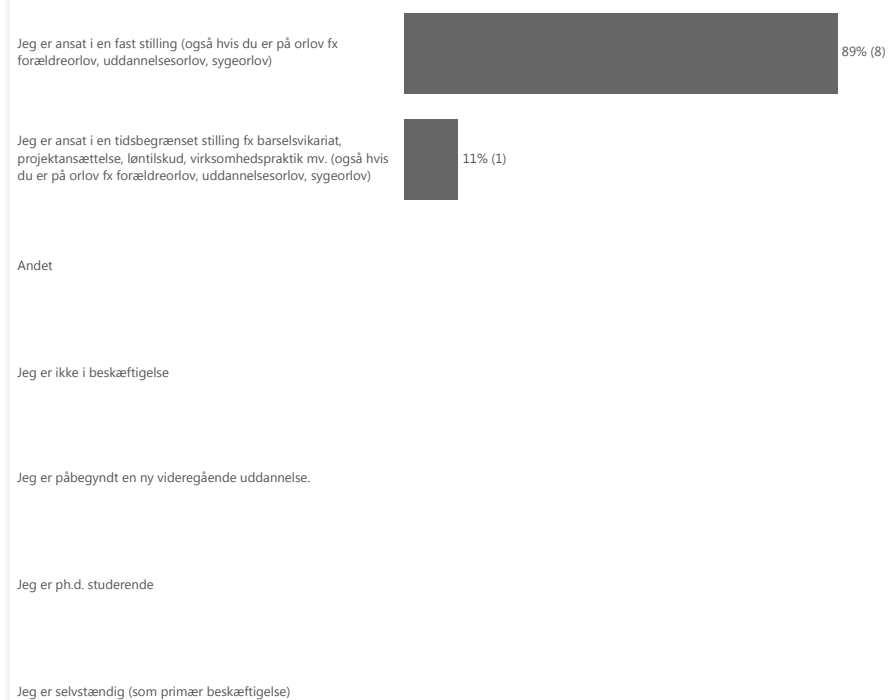 Jeg er ansat i en fast stilling (også hvis du er på orlov fx
forældreorlov, uddannelsesorlov, sygeorlov)
89% (8)
Jeg er ansat i en tidsbegrænset stilling fx barselsvikariat,
projektansættelse, løntilskud, virksomhedspraktik mv. (også hvis
du er på orlov fx forældreorlov, uddannelsesorlov, sygeorlov)
11% (1)
Andet
Jeg er ikke i beskæftigelse
Jeg er påbegyndt en ny videregående uddannelse.
Jeg er ph.d. studerende
Jeg er selvstændig (som primær beskæftigelse)